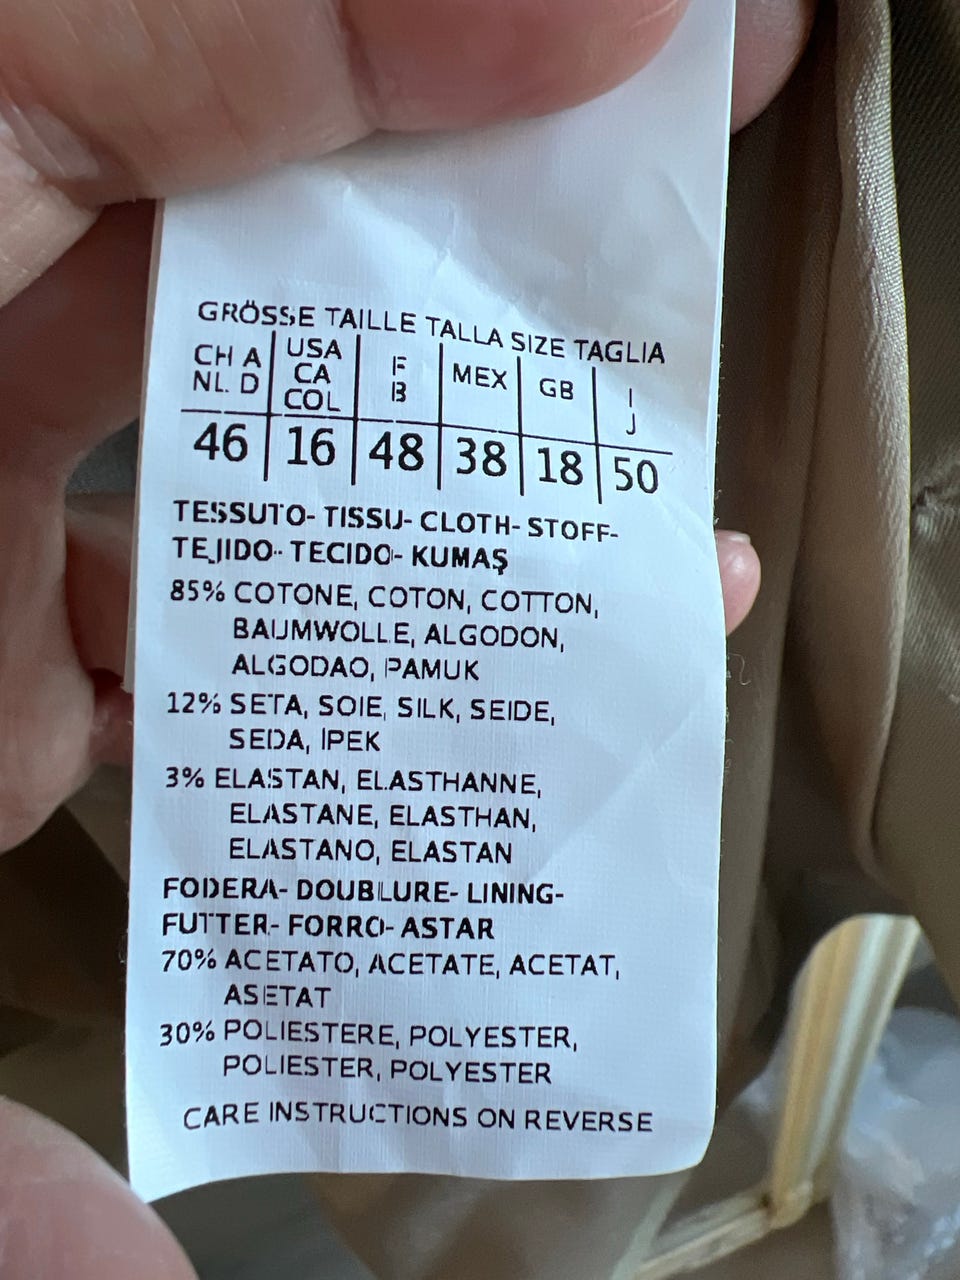 GRÖSSE TAILLE TALLA SIZE TAGLIA
CH A NL D | USA CA COL | F B | MEX | GB | I J
46 | 16 | 48 | 38 | 18 | 50
TESSUTO- TISSU- CLOTH- STOFF-
TEJIDO- TECIDO- KUMAŞ
85% COTONE, COTON, COTTON,
BAUMWOLLE, ALGODON,
ALGODAO, PAMUK
12% SETA, SOIE, SILK, SEIDE,
SEDA, IPEK
3% ELASTAN, ELASTHANNE,
ELASTANE, ELASTHAN,
ELASTANO, ELASTAN
FODERA- DOUBLURE- LINING-
FUTTER- FORRO- ASTAR
70% ACETATO, ACETATE, ACETAT,
ASETAT
30% POLIESTERE, POLYESTER,
POLIESTER, POLYESTER
CARE INSTRUCTIONS ON REVERSE